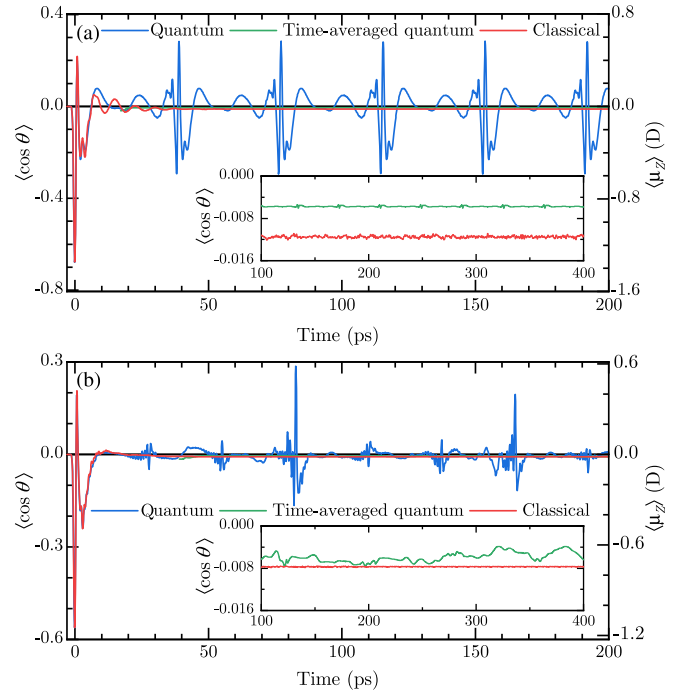 (a)
Quantum Time-averaged quantum Classical
0.4
0.0
-0.4
-0.8
⟨cos θ⟩
0.8
0.0
-0.8
-1.6
⟨μZ⟩ (D)
0.000
-0.008
-0.016
⟨cos θ⟩
100 200 300 400
0 50 100 150 200
Time (ps)
(b)
0.3
0.0
-0.3
-0.6
⟨cos θ⟩
0.6
0.0
-0.6
-1.2
⟨μZ⟩ (D)
Quantum Time-averaged quantum Classical
0.000
-0.008
-0.016
⟨cos θ⟩
100 200 300 400
0 50 100 150 200
Time (ps)